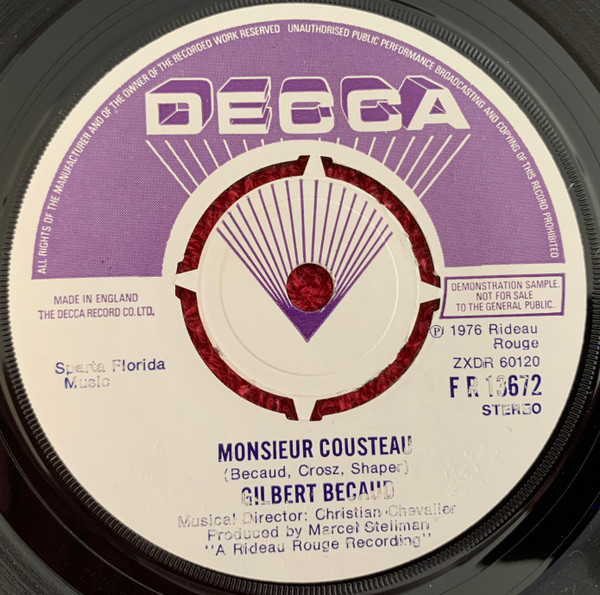 ALL RIGHTS OF THE MANUFACTURER AND OF THE OWNER OF THE RECORDED WORK RESERVED UNAUTHORISED PUBLIC PERFORMANCE BROADCASTING AND COPYING OF THIS RECORD PROHIBITED
DECCA
MADE IN ENGLAND
THE DECCA RECORD CO. LTD.
DEMONSTRATION SAMPLE.
NOT FOR SALE
TO THE GENERAL PUBLIC.
Sparta Florida
Music
℗ 1976 Rideau
Rouge
ZXDR 60120
F R 13672
STEREO
MONSIEUR COUSTEAU
(Becaud, Crosz, Shaper)
GILBERT BECAUD
Musical Director: Christian Chevalier
Produced by Marcel Stellman
"A Rideau Rouge Recording"